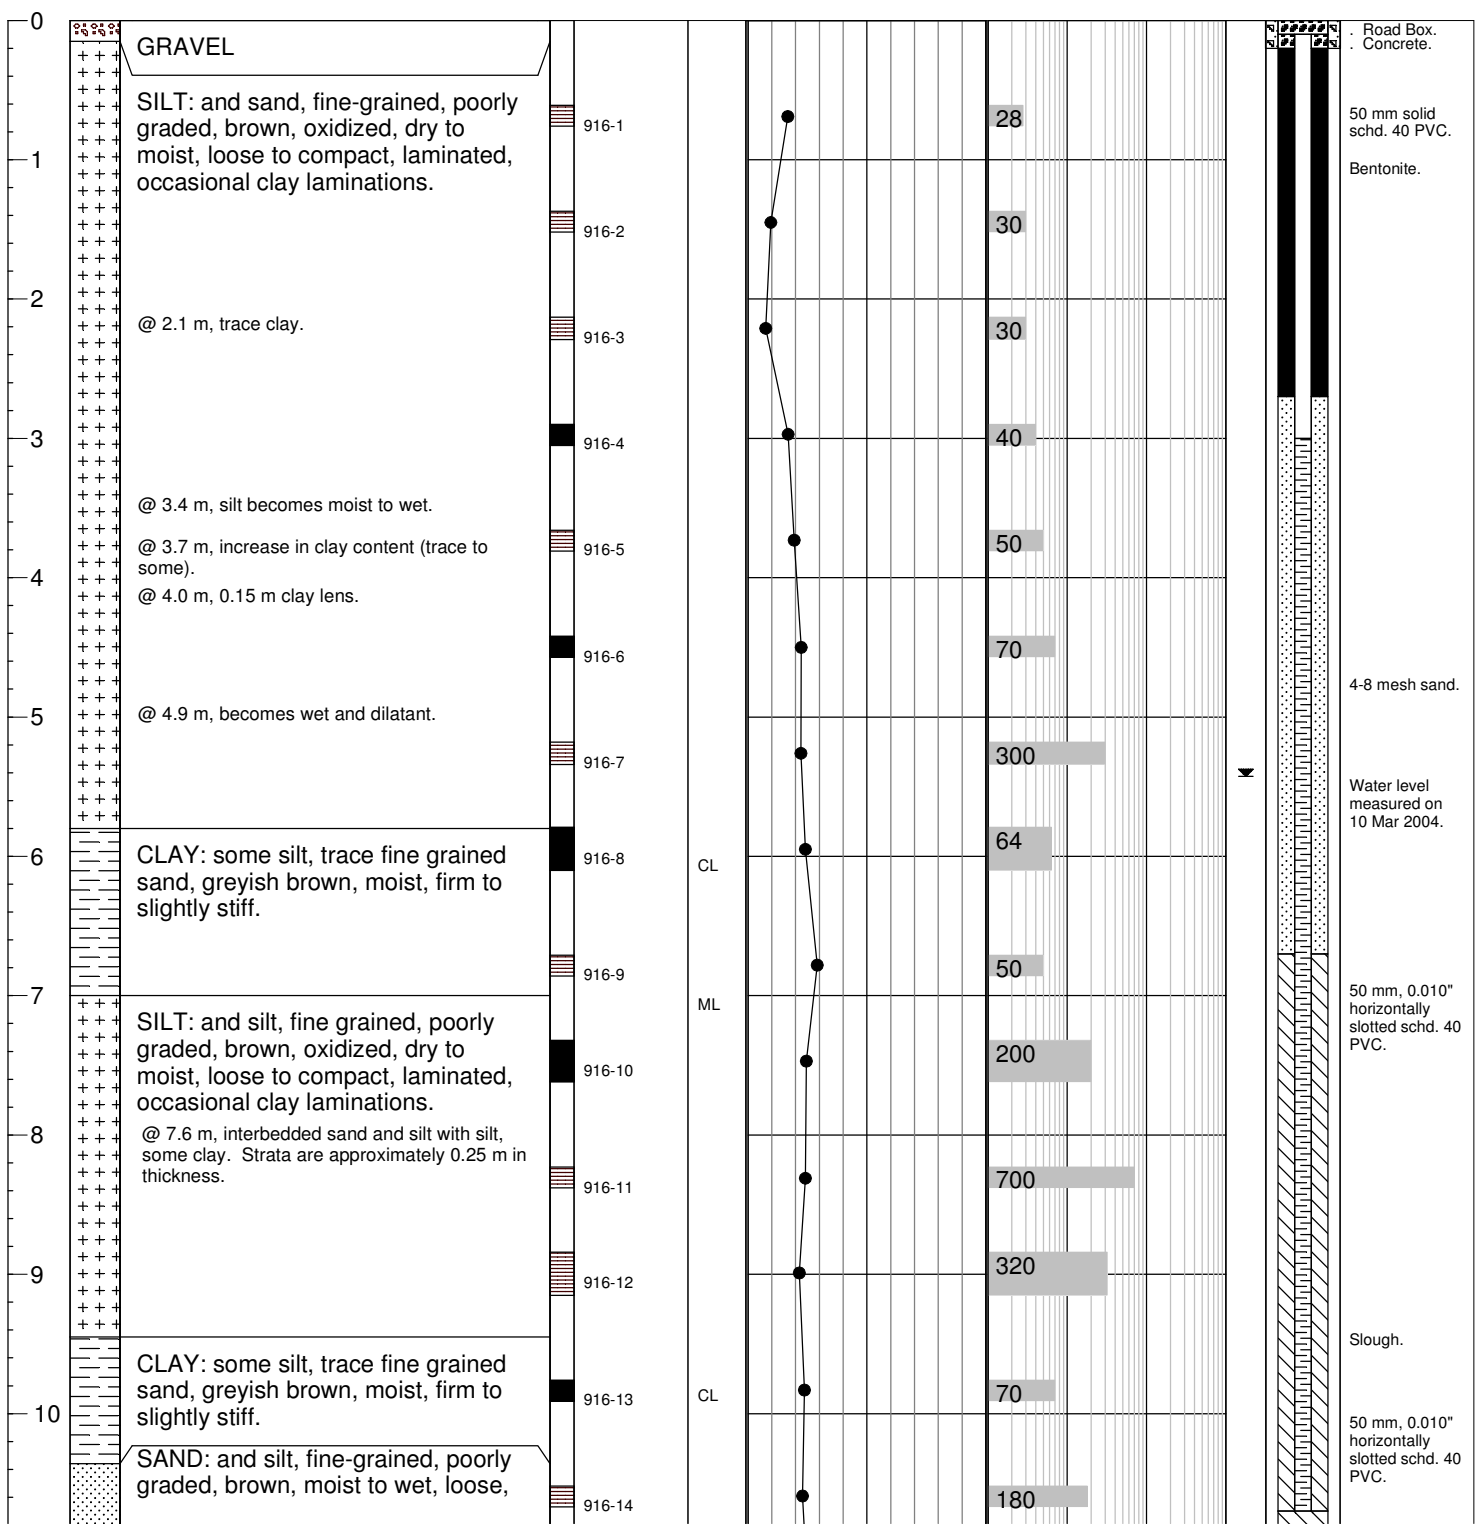 0
GRAVEL
. Road Box.
. Concrete.
SILT: and sand, fine-grained, poorly
graded, brown, oxidized, dry to
moist, loose to compact, laminated,
occasional clay laminations.
916-1
28
50 mm solid
schd. 40 PVC.
1
Bentonite.
916-2
30
2
@ 2.1 m, trace clay.
916-3
30
3
916-4
40
@ 3.4 m, silt becomes moist to wet.
@ 3.7 m, increase in clay content (trace to
some).
916-5
50
4
@ 4.0 m, 0.15 m clay lens.
916-6
70
4-8 mesh sand.
5
@ 4.9 m, becomes wet and dilatant.
916-7
300
Water level
measured on
10 Mar 2004.
6
CLAY: some silt, trace fine grained
sand, greyish brown, moist, firm to
slightly stiff.
916-8
CL
64
916-9
50
7
ML
50 mm, 0.010"
horizontally
slotted schd. 40
PVC.
SILT: and silt, fine grained, poorly
graded, brown, oxidized, dry to
moist, loose to compact, laminated,
occasional clay laminations.
916-10
200
8
@ 7.6 m, interbedded sand and silt with silt,
some clay. Strata are approximately 0.25 m in
thickness.
916-11
700
9
916-12
320
Slough.
CLAY: some silt, trace fine grained
sand, greyish brown, moist, firm to
slightly stiff.
916-13
CL
70
10
50 mm, 0.010"
horizontally
slotted schd. 40
PVC.
SAND: and silt, fine-grained, poorly
graded, brown, moist to wet, loose,
916-14
180